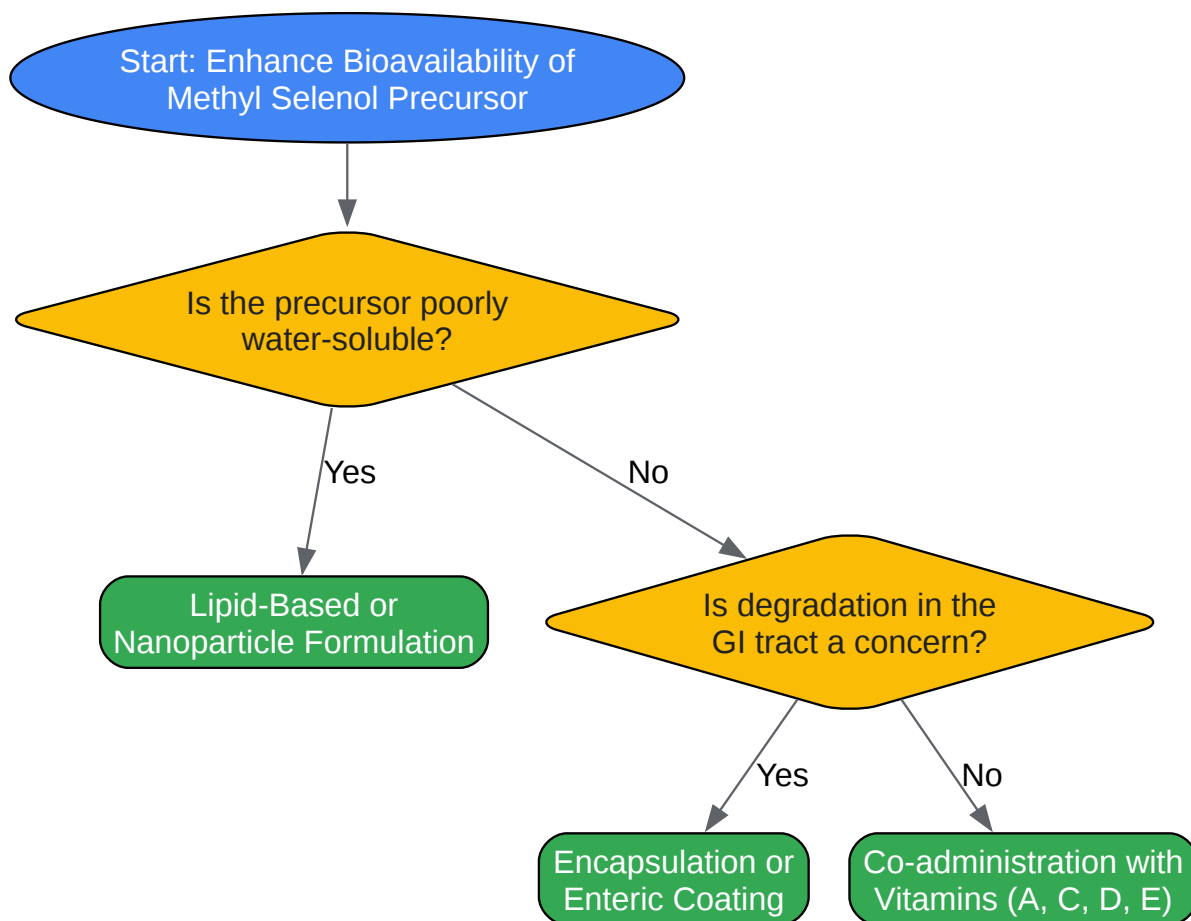 Start: Enhance Bioavailability of
Methyl Selenol Precursor
Is the precursor poorly
water-soluble?
Yes
No
Lipid-Based or
Nanoparticle Formulation
Is degradation in the
GI tract a concern?
Yes
No
Encapsulation or
Enteric Coating
Co-administration with
Vitamins (A, C, D, E)